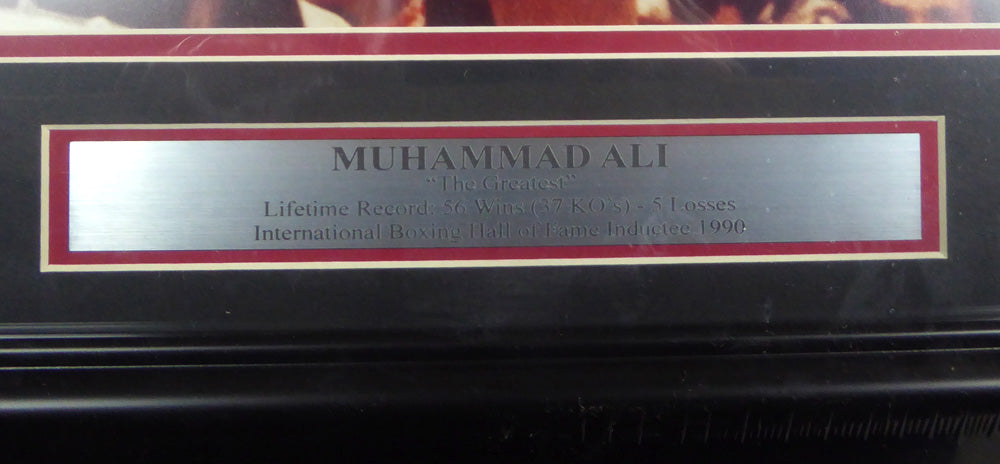 MUHAMMAD ALI
"The Greatest"
Lifetime Record: 56 Wins (37 KO's) - 5 Losses
International Boxing Hall of Fame Inductee 1990